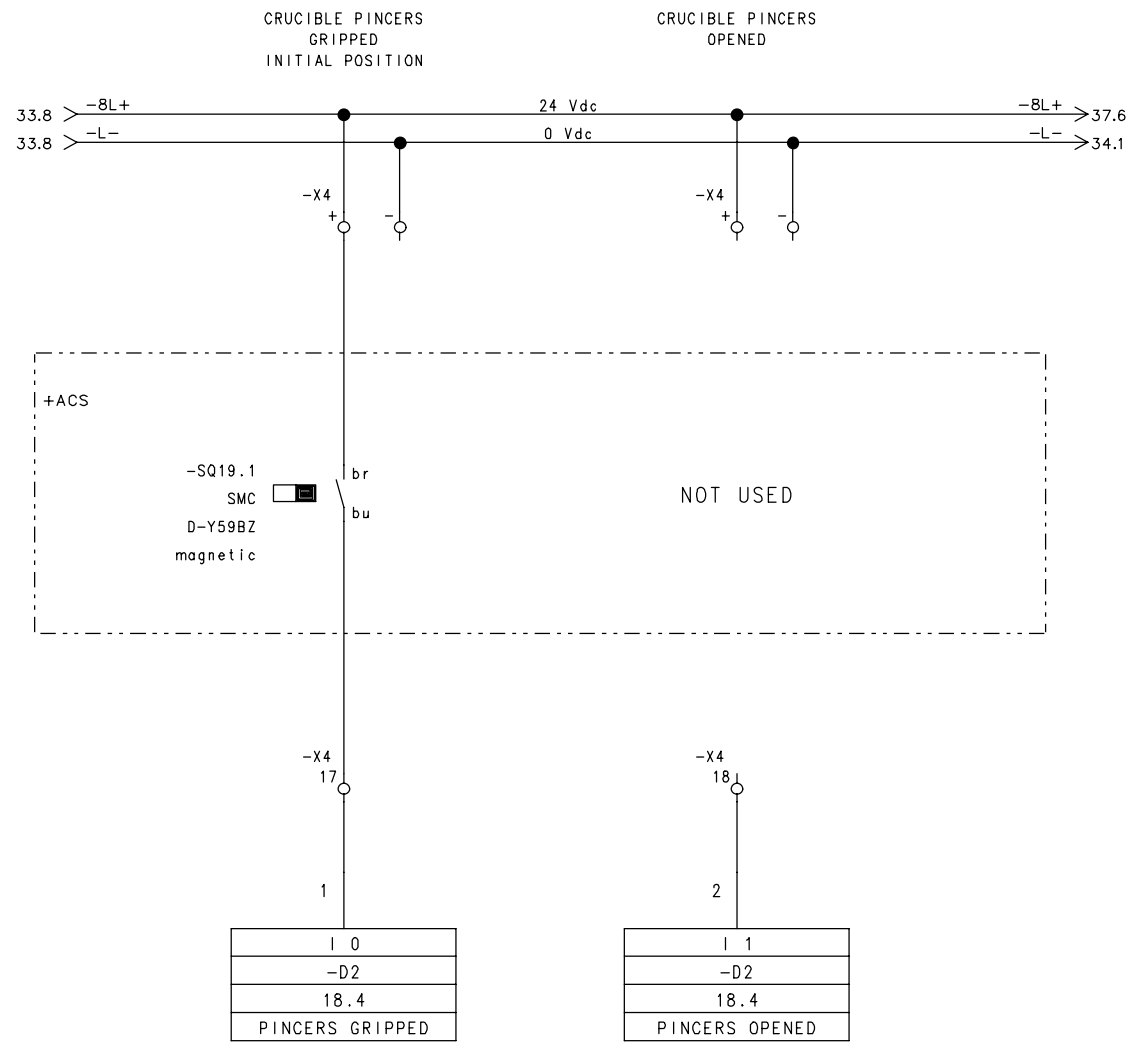 CRUCIBLE PINCERS
GRIPPED
INITIAL POSITION
CRUCIBLE PINCERS
OPENED
33.8 -8L+ 24 Vdc -8L+ 37.6
33.8 -L- 0 Vdc -L- 34.1
-X4
+ -
-X4
+ -
+ACS
-SQ19.1
SMC
D-Y59BZ
magnetic
br
bu
NOT USED
-X4
17
-X4
18
1
2
I 0
-D2
18.4
PINCERS GRIPPED
I 1
-D2
18.4
PINCERS OPENED